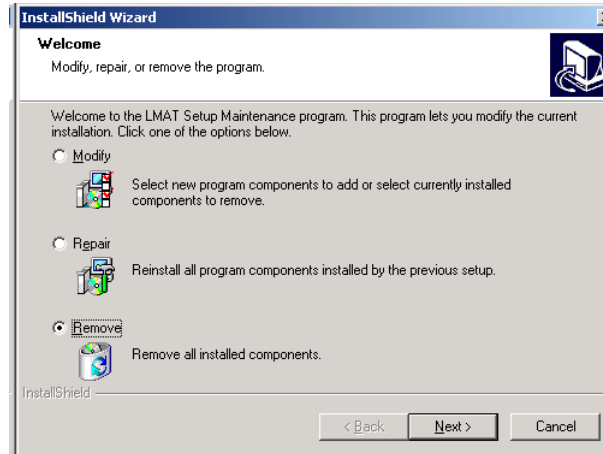 InstallShield Wizard
Welcome
Modify, repair, or remove the program.
Welcome to the LMAT Setup Maintenance program. This program lets you modify the current
installation. Click one of the options below.
Modify
Select new program components to add or select currently installed
components to remove.
Repair
Reinstall all program components installed by the previous setup.
Remove
Remove all installed components.
InstallShield
< Back Next > Cancel